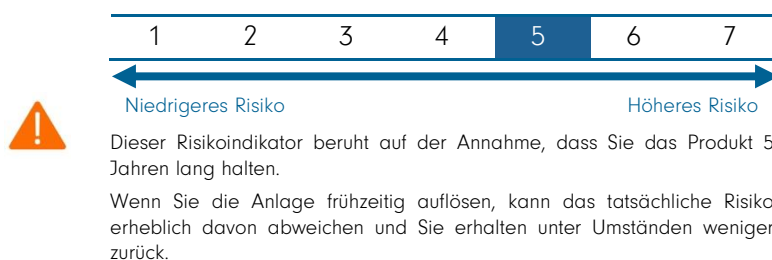 1 2 3 4 5 6 7
Niedrigeres Risiko Höheres Risiko
Dieser Risikoindikator beruht auf der Annahme, dass Sie das Produkt 5
Jahren lang halten.
Wenn Sie die Anlage frühzeitig auflösen, kann das tatsächliche Risiko
erheblich davon abweichen und Sie erhalten unter Umständen weniger
zurück.